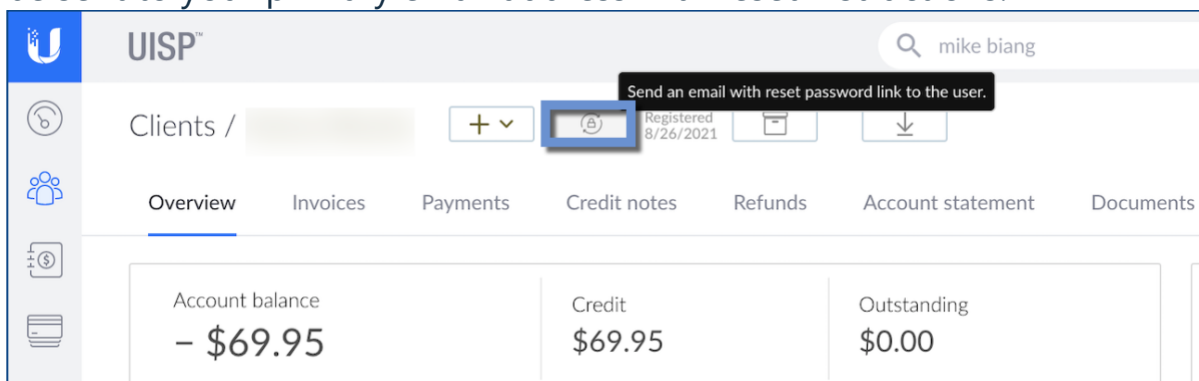 UISP™
mike biang
Send an email with reset password link to the user.
Clients /
Registered
8/26/2021
Overview Invoices Payments Credit notes Refunds Account statement Documents
Account balance Credit Outstanding
– $69.95 $69.95 $0.00